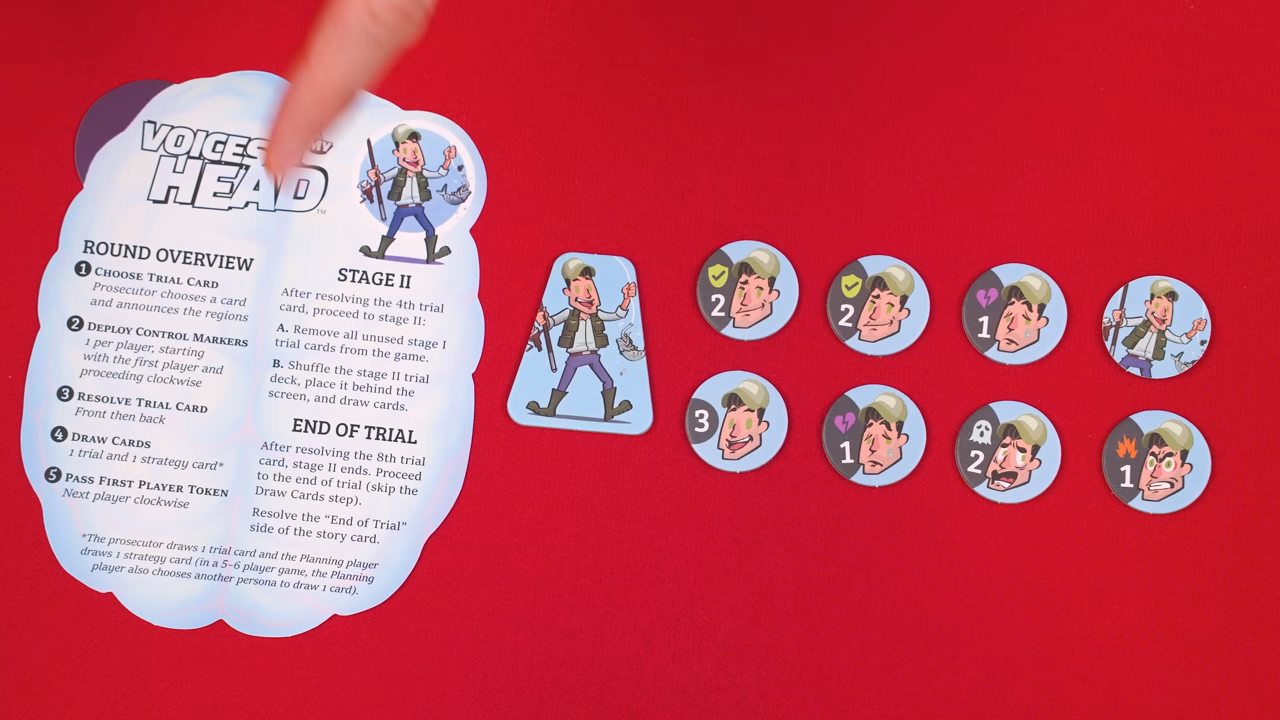 VOICES
MY
HEAD
TM
ROUND OVERVIEW
1 CHOOSE TRIAL CARD
Prosecutor chooses a card
and announces the regions
2 DEPLOY CONTROL MARKERS
1 per player, starting
with the first player and
proceeding clockwise
3 RESOLVE TRIAL CARD
Front then back
4 DRAW CARDS
1 trial and 1 strategy card*
5 PASS FIRST PLAYER TOKEN
Next player clockwise
STAGE II
After resolving the 4th trial
card, proceed to stage II:
A. Remove all unused stage I
trial cards from the game.
B. Shuffle the stage II trial
deck, place it behind the
screen, and draw cards.
END OF TRIAL
After resolving the 8th trial
card, stage II ends. Proceed
to the end of trial (skip the
Draw Cards step).
Resolve the “End of Trial”
side of the story card.
*The prosecutor draws 1 trial card and the Planning player
draws 1 strategy card (in a 5–6 player game, the Planning
player also chooses another persona to draw 1 card).
2
2
1
3
1
2
1